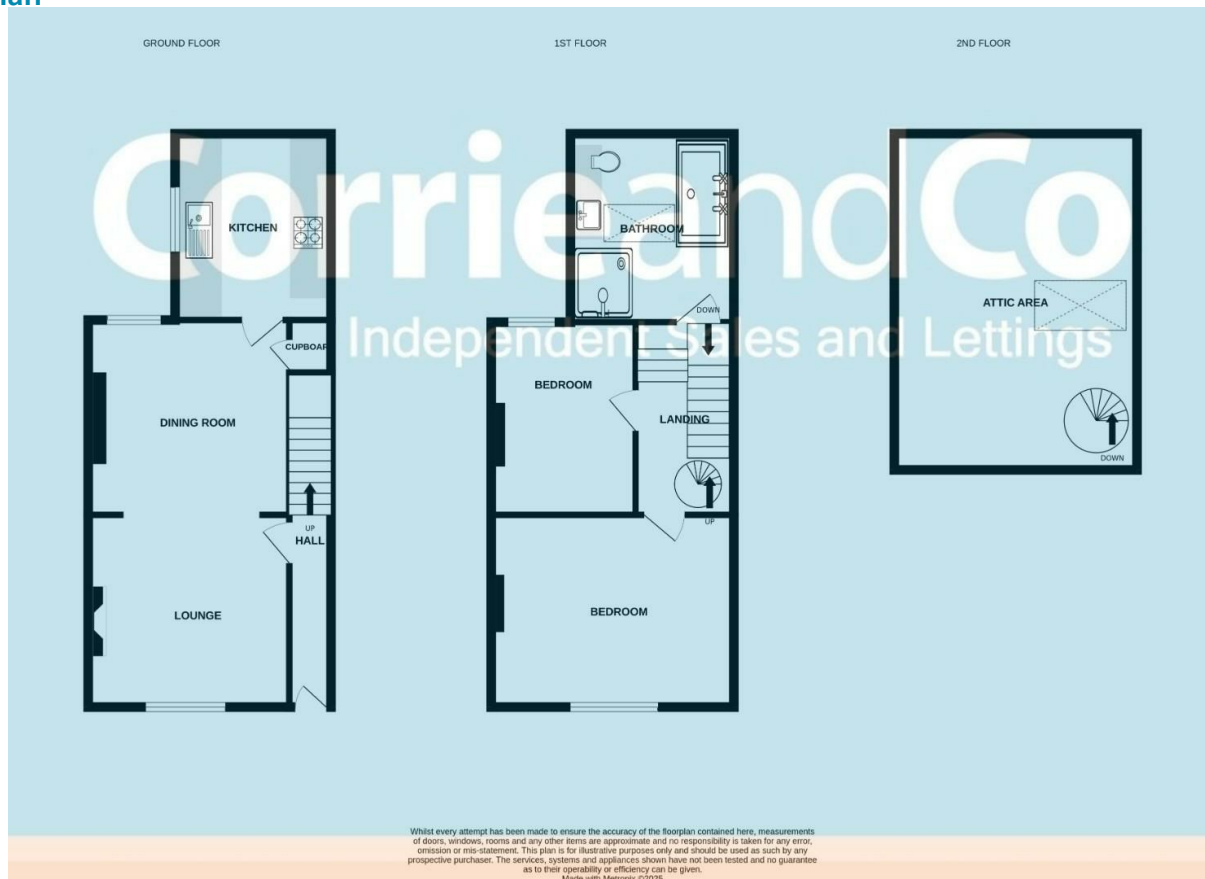 GROUND FLOOR
1ST FLOOR
2ND FLOOR
CorrieandCo
Independent Sales and Lettings
KITCHEN
CUPBOAR
DINING ROOM
UP
HALL
LOUNGE
BATHROOM
DOWN
BEDROOM
LANDING
UP
BEDROOM
ATTIC AREA
DOWN
Whilst every attempt has been made to ensure the accuracy of the floorplan contained here, measurements
of doors, windows, rooms and any other items are approximate and no responsibility is taken for any error,
omission or mis-statement. This plan is for illustrative purposes only and should be used as such by any
prospective purchaser. The services, systems and appliances shown have not been tested and no guarantee
as to their operability or efficiency can be given.
Made with Metropix ©2025